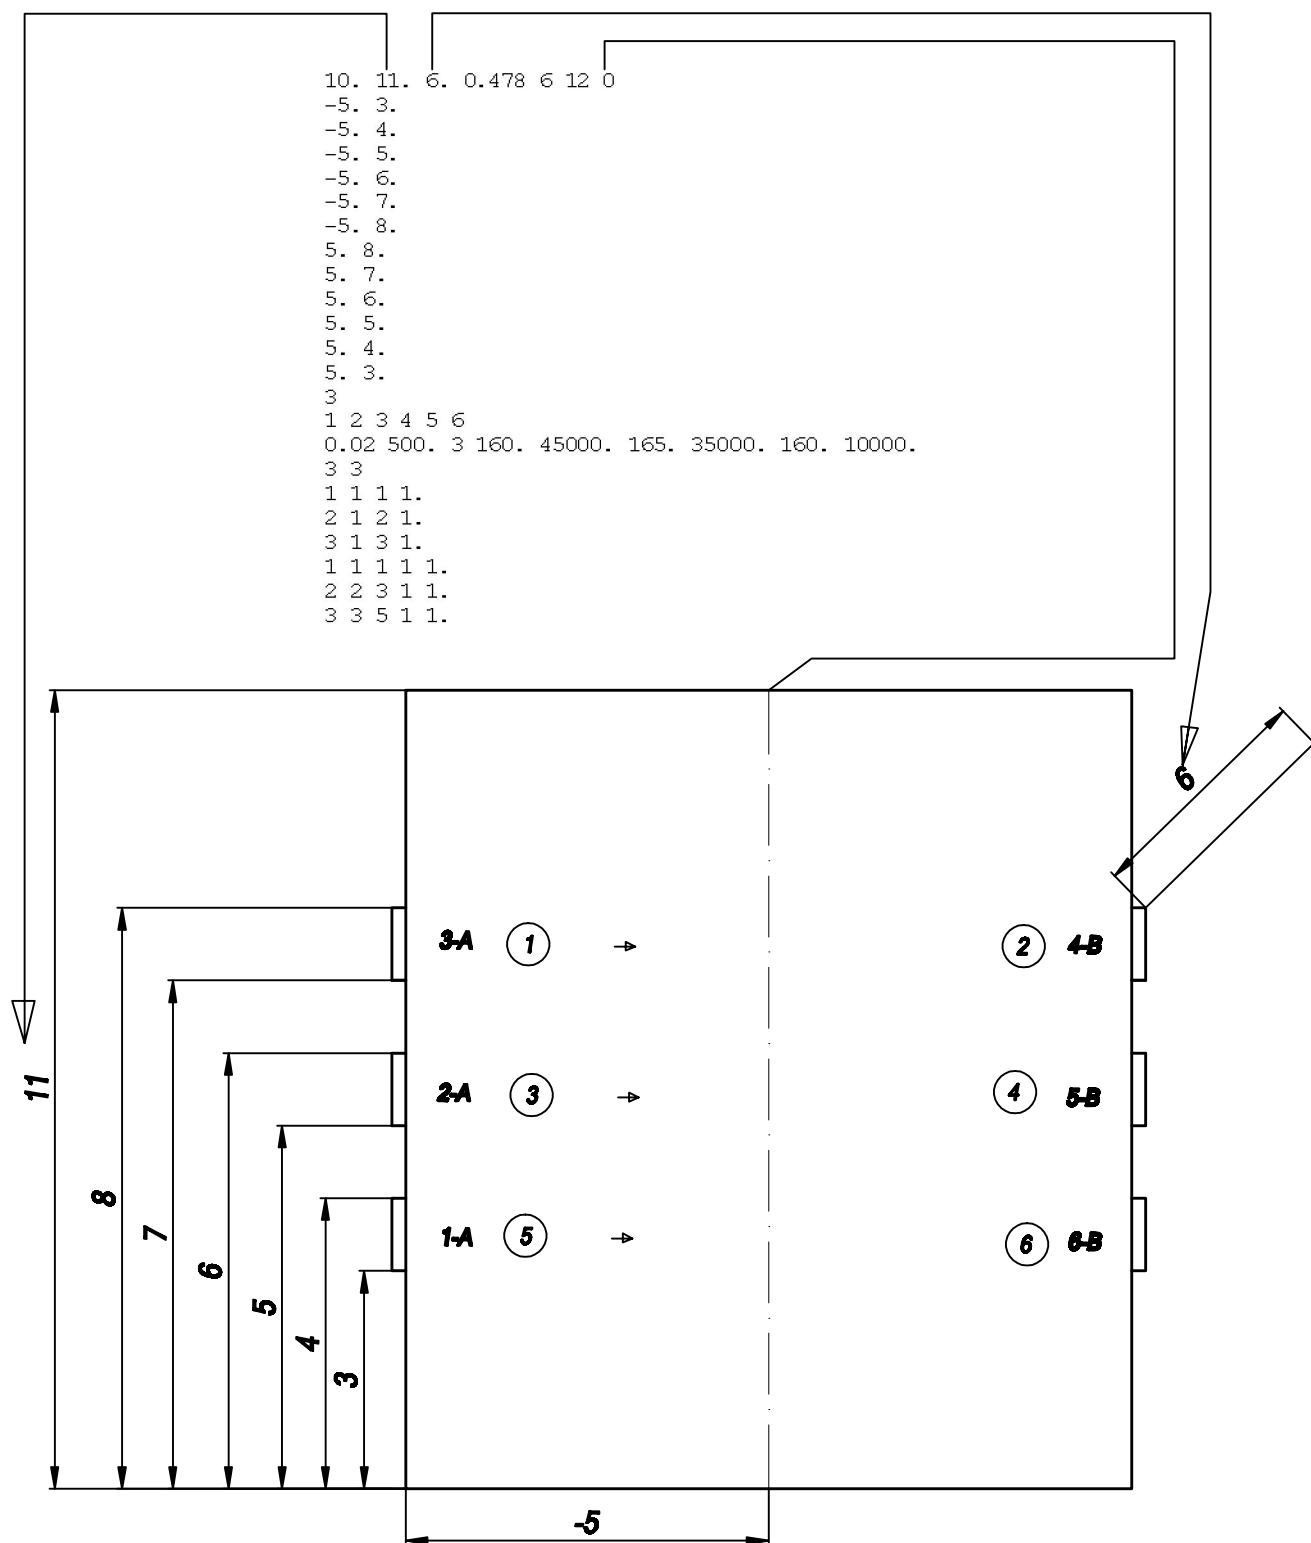 10. 11. 6. 0.478 6 12 0
-5. 3.
-5. 4.
-5. 5.
-5. 6.
-5. 7.
-5. 8.
5. 8.
5. 7.
5. 6.
5. 5.
5. 4.
5. 3.
3
1 2 3 4 5 6
0.02 500. 3 160. 45000. 165. 35000. 160. 10000.
3 3
1 1 1 1.
2 1 2 1.
3 1 3 1.
1 1 1 1 1.
2 2 3 1 1.
3 3 5 1 1.
6
3-A 1 2 4-B
11
2-A 3 4 5-B
8
7
1-A 5 6 6-B
6
5
4
3
-5